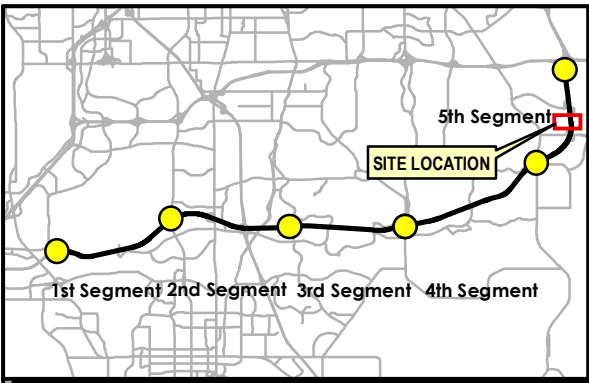 5th Segment
SITE LOCATION
1st Segment 2nd Segment 3rd Segment 4th Segment